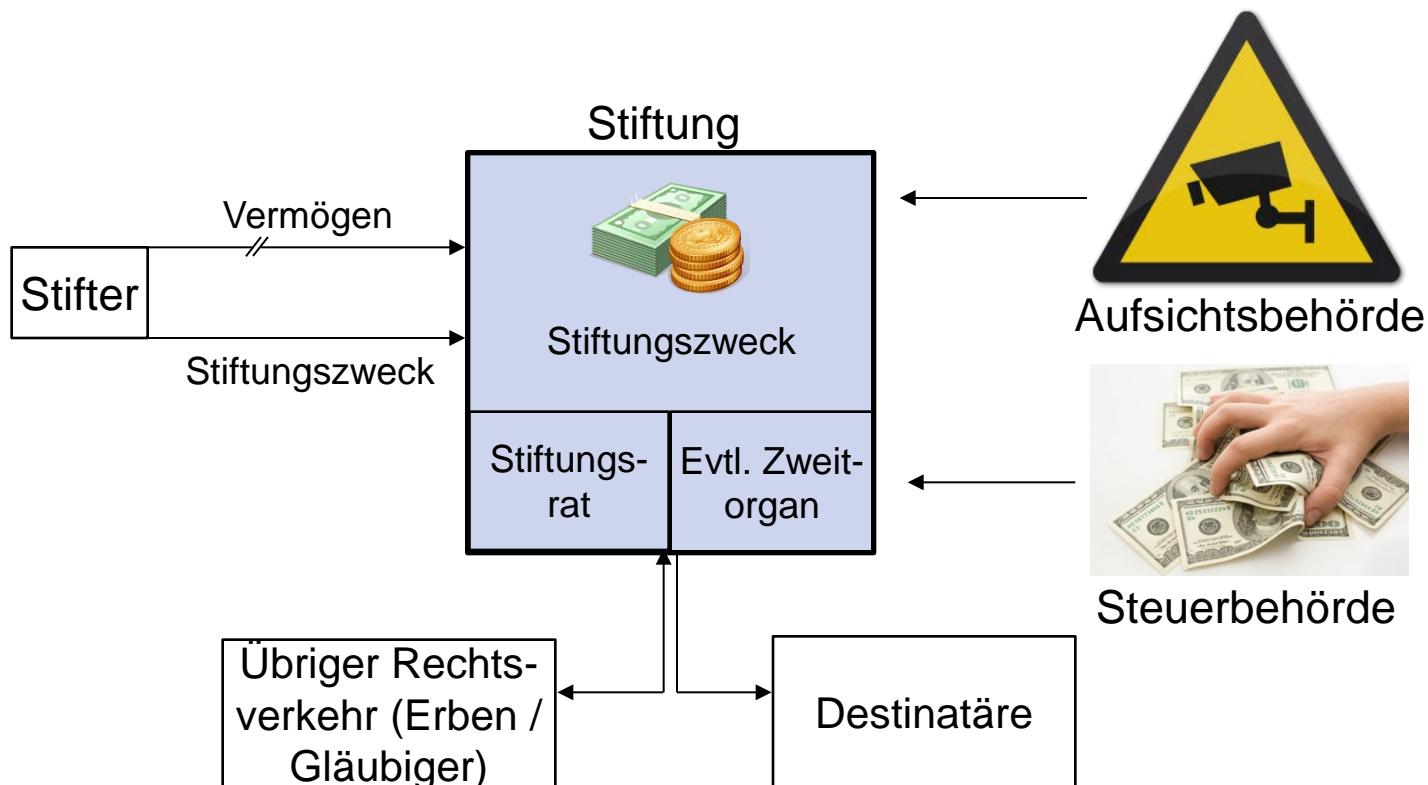 Stiftung
Vermögen
Stifter
Stiftungszweck
Stiftungszweck
Stiftungs-
rat
Evtl. Zweit-
organ
Aufsichtsbehörde
Steuerbehörde
Übriger Rechts-
verkehr (Erben /
Gläubiger)
Destinatäre